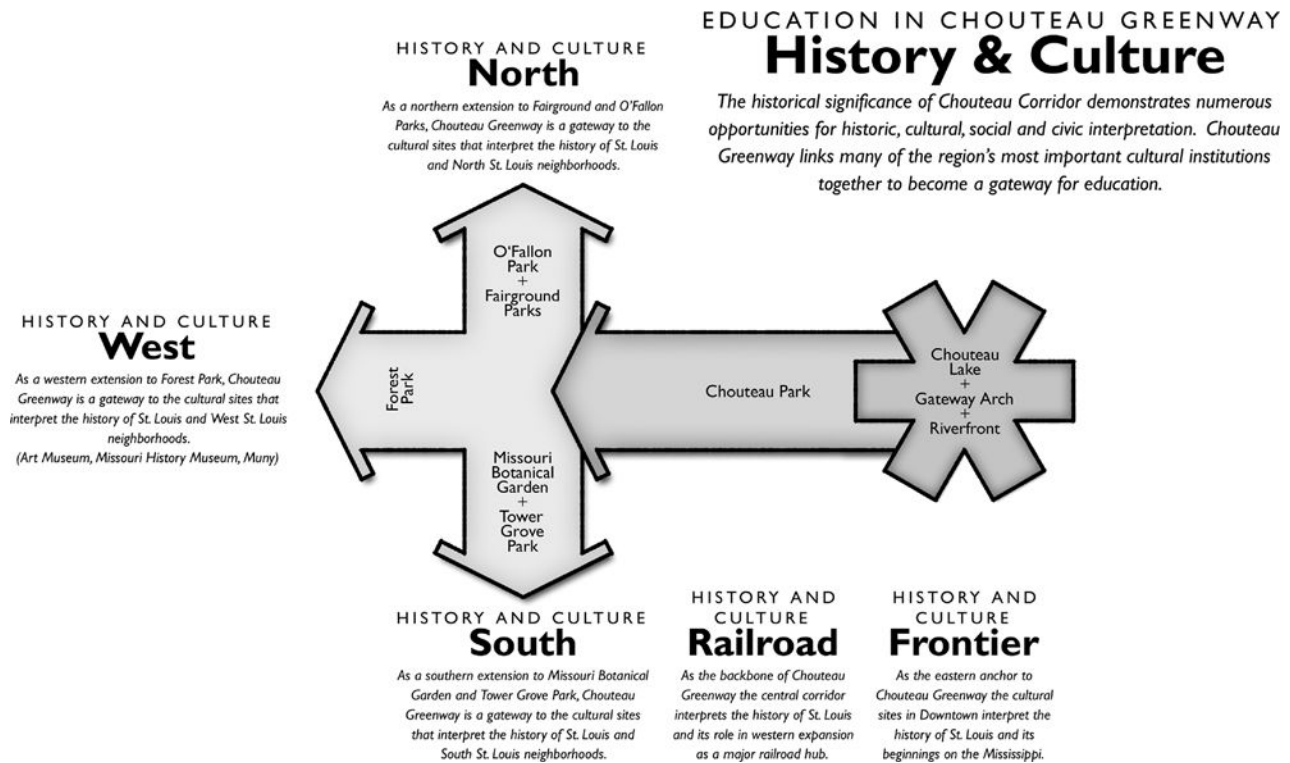 EDUCATION IN CHOUTEAU GREENWAY
History & Culture
The historical significance of Chouteau Corridor demonstrates numerous
opportunities for historic, cultural, social and civic interpretation. Chouteau
Greenway links many of the region's most important cultural institutions
together to become a gateway for education.
HISTORY AND CULTURE
North
As a northern extension to Fairground and O'Fallon
Parks, Chouteau Greenway is a gateway to the
cultural sites that interpret the history of St. Louis
and North St. Louis neighborhoods.
O'Fallon
Park
+
Fairground
Parks
HISTORY AND CULTURE
West
As a western extension to Forest Park, Chouteau
Greenway is a gateway to the cultural sites that
interpret the history of St. Louis and West St. Louis
neighborhoods.
(Art Museum, Missouri History Museum, Muny)
Forest
Park
Chouteau Park
Chouteau
Lake
+
Gateway Arch
+
Riverfront
Missouri
Botanical
Garden
+
Tower
Grove
Park
HISTORY AND CULTURE
South
As a southern extension to Missouri Botanical
Garden and Tower Grove Park, Chouteau
Greenway is a gateway to the cultural sites
that interpret the history of St. Louis and
South St. Louis neighborhoods.
HISTORY AND
CULTURE
Railroad
As the backbone of Chouteau
Greenway the central corridor
interprets the history of St. Louis
and its role in western expansion
as a major railroad hub.
HISTORY AND
CULTURE
Frontier
As the eastern anchor to
Chouteau Greenway the cultural
sites in Downtown interpret the
history of St. Louis and its
beginnings on the Mississippi.